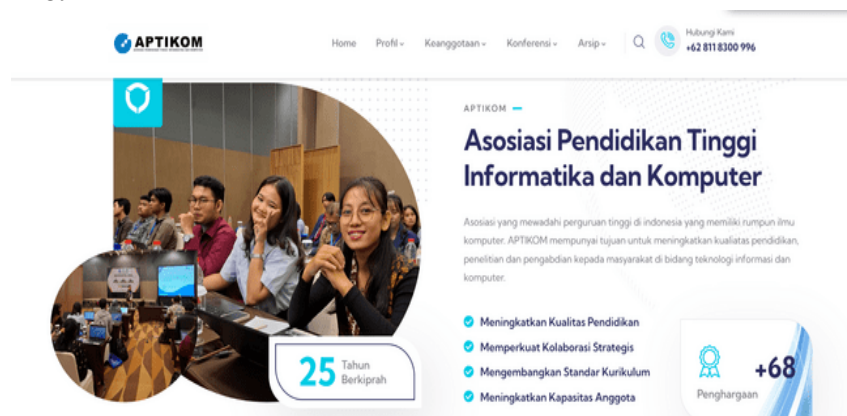 APTIKOM
Home Profil Keanggotaan Konferensi Arsip
Hubungi Kami
+62 811 8300 996
APTIKOM
Asosiasi Pendidikan Tinggi
Informatika dan Komputer
Asosiasi yang mewadahi perguruan tinggi di indonesia yang memiliki rumpun ilmu
komputer. APTIKOM mempunyai tujuan untuk meningkatkan kualiatas pendidikan,
penelitian dan pengabdian kepada masyarakat di bidang teknologi informasi dan
komputer.
Meningkatkan Kualitas Pendidikan
Memperkuat Kolaborasi Strategis
Mengembangkan Standar Kurikulum
Meningkatkan Kapasitas Anggota
25 Tahun
Berkiprah
+68
Penghargaan